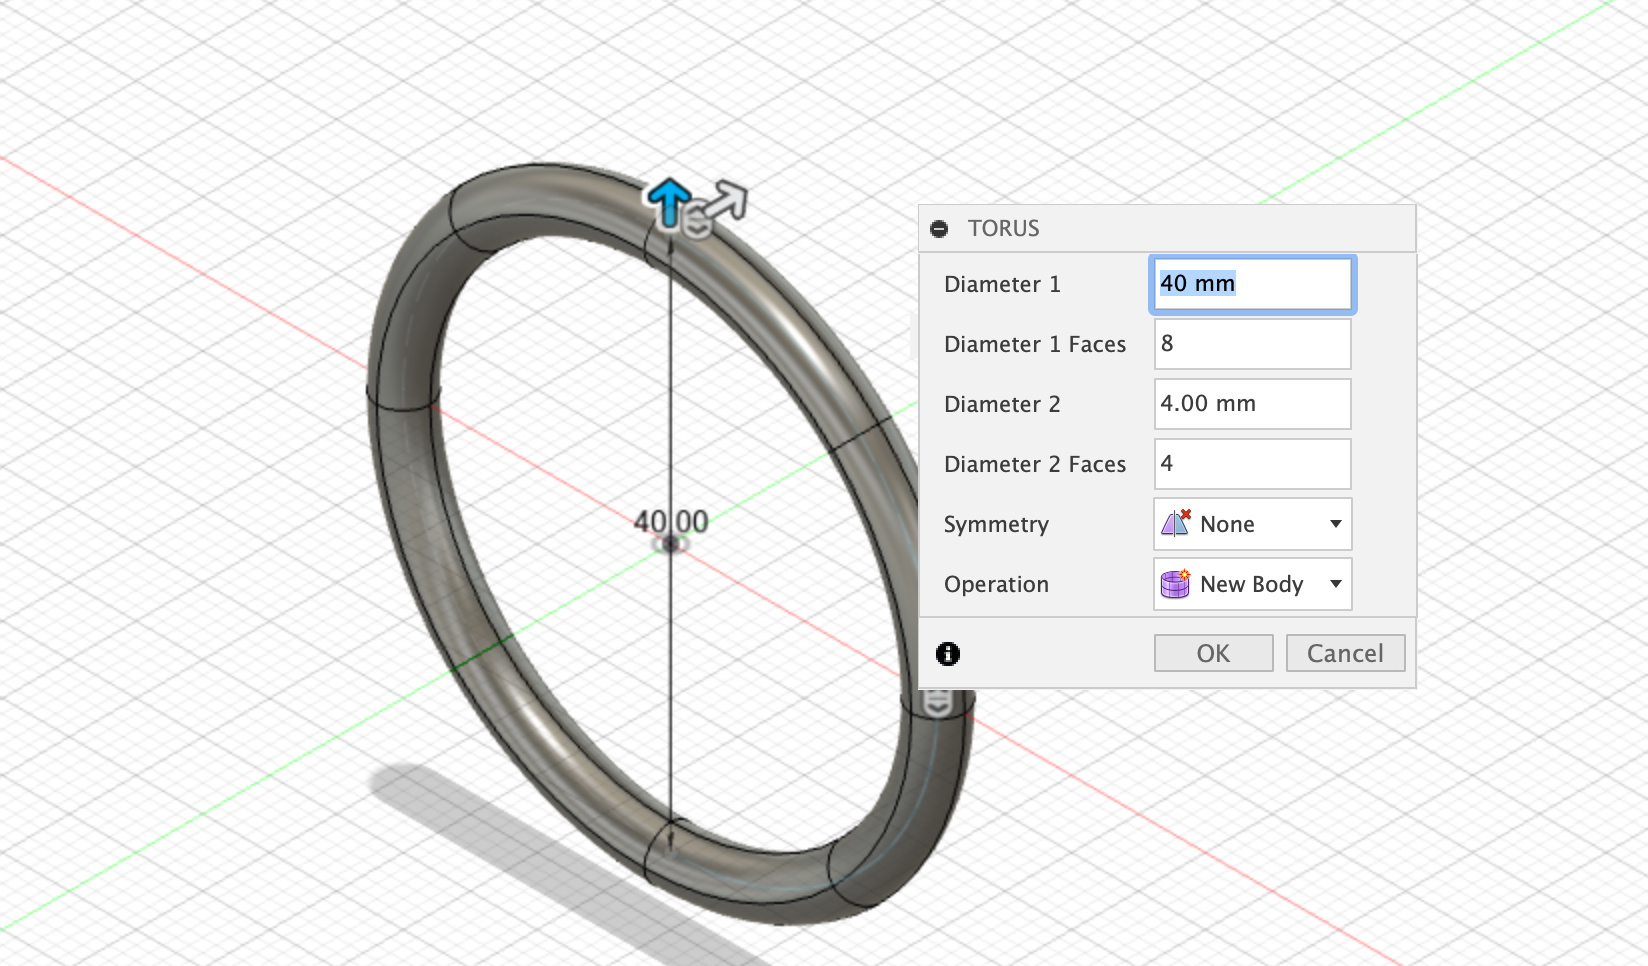 TORUS
Diameter 1 40 mm
Diameter 1 Faces 8
Diameter 2 4.00 mm
Diameter 2 Faces 4
Symmetry None
Operation New Body
OK Cancel
40.00